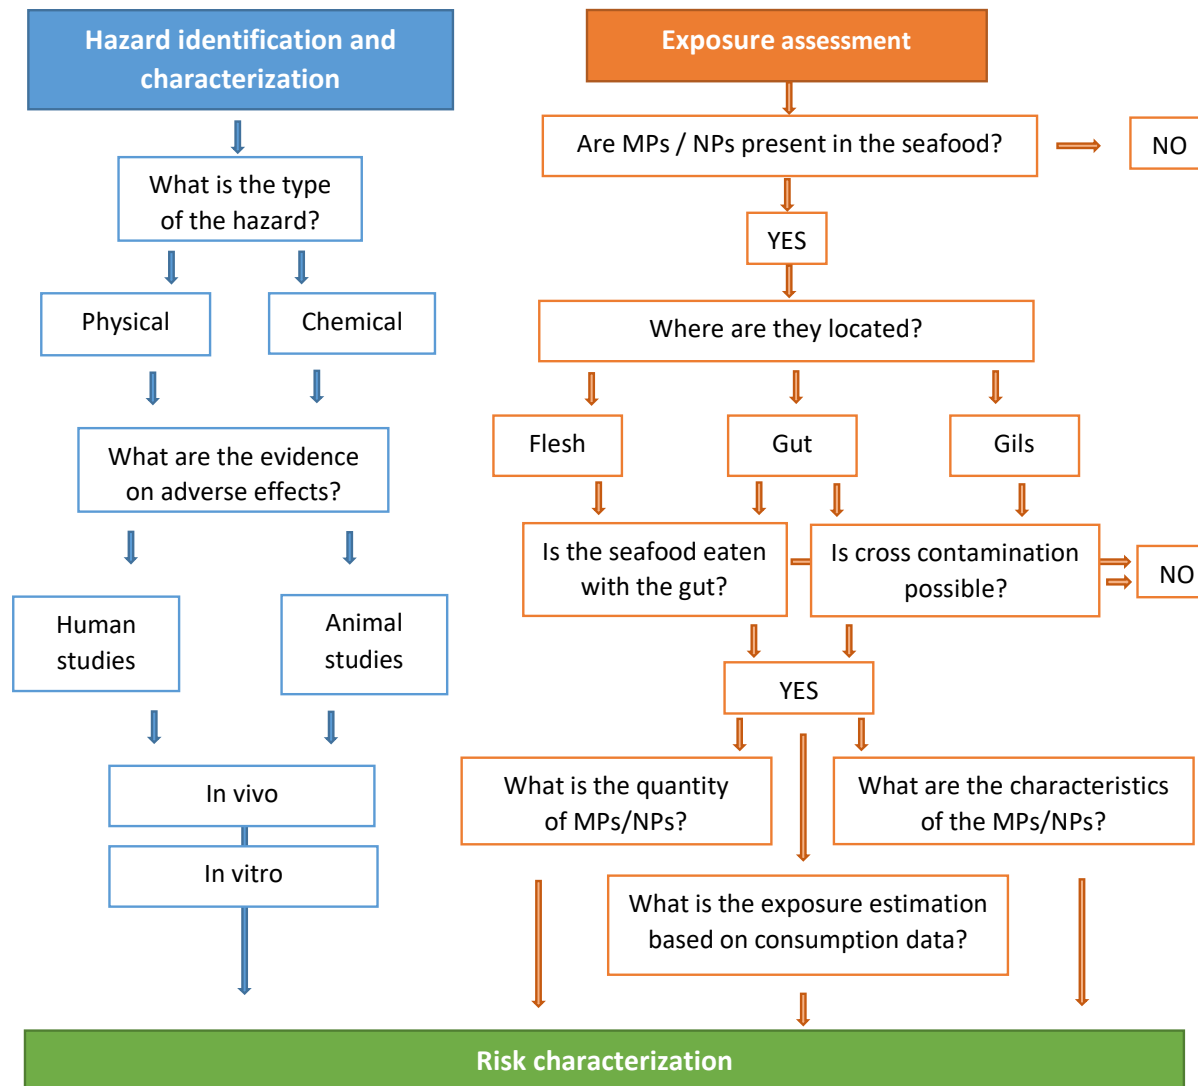 Hazard identification and
characterization
What is the type
of the hazard?
Physical
Chemical
What are the evidence
on adverse effects?
Human
studies
Animal
studies
In vivo
In vitro
Exposure assessment
Are MPs / NPs present in the seafood?
NO
YES
Where are they located?
Flesh
Gut
Gils
Is the seafood eaten
with the gut?
Is cross contamination
possible?
NO
YES
What is the quantity
of MPs/NPs?
What are the characteristics
of the MPs/NPs?
What is the exposure estimation
based on consumption data?
Risk characterization